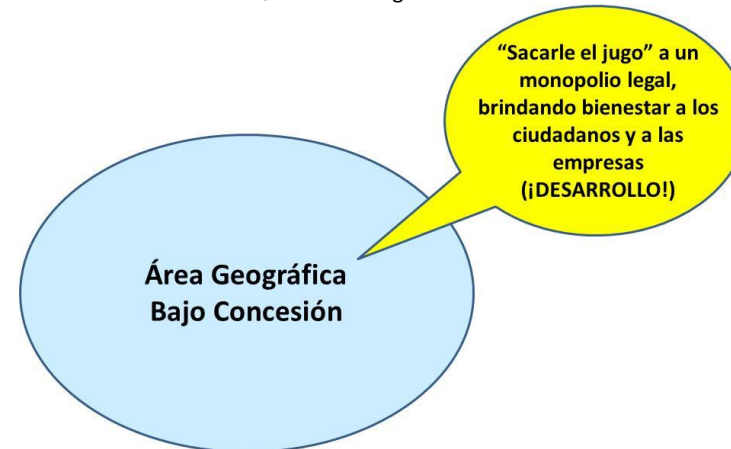 “Sacarle el jugo” a un
monopolio legal,
brindando bienestar a los
ciudadanos y a las
empresas
(¡DESARROLLO!)
Área Geográfica
Bajo Concesión